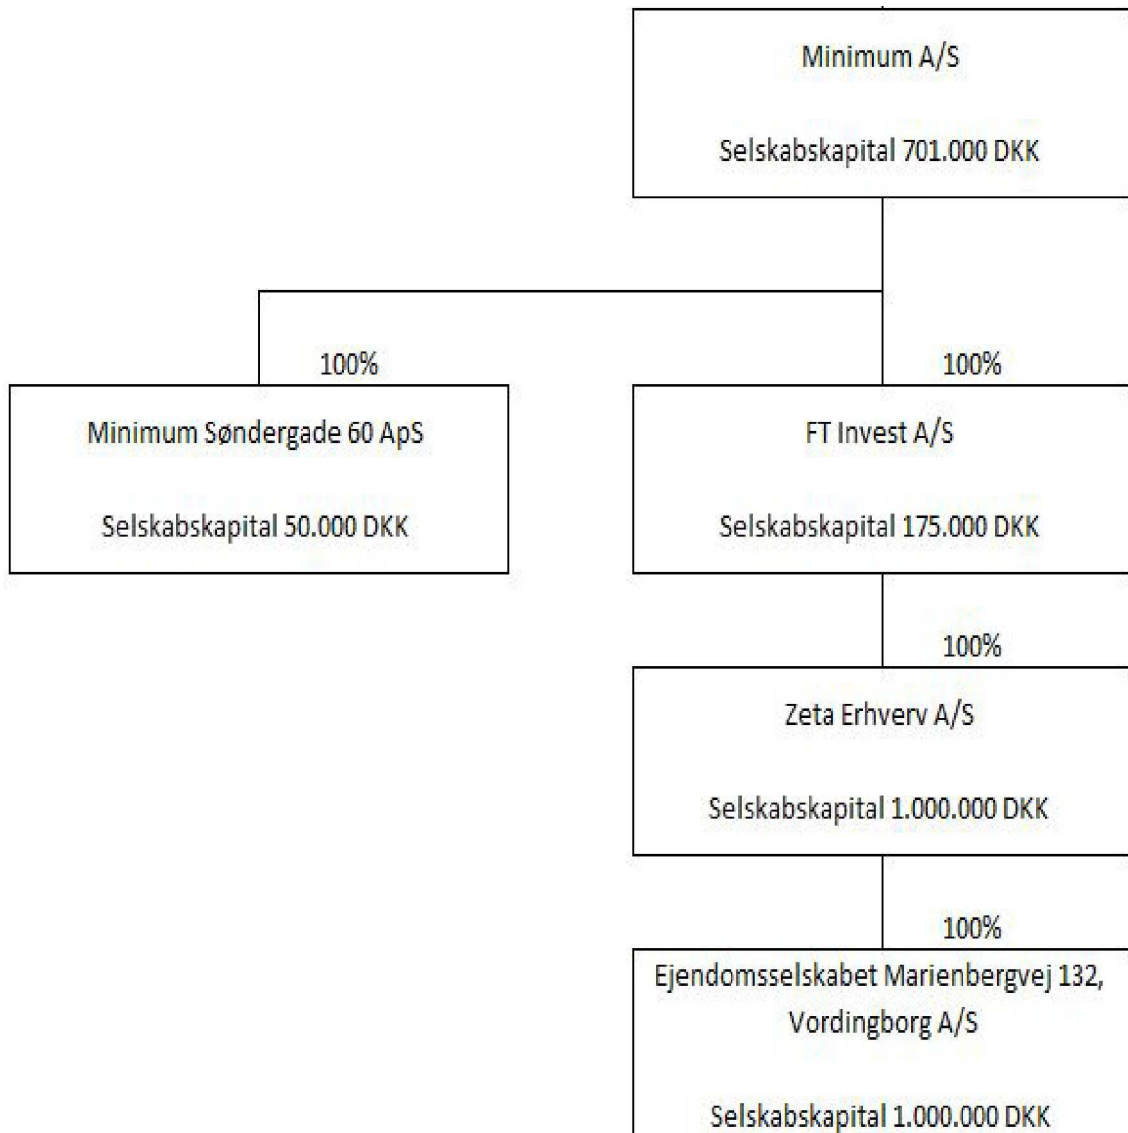 Minimum A/S
Selskabskapital 701.000 DKK
100%
100%
Minimum Søndergade 60 ApS
Selskabskapital 50.000 DKK
FT Invest A/S
Selskabskapital 175.000 DKK
100%
Zeta Erhverv A/S
Selskabskapital 1.000.000 DKK
100%
Ejendomsselskabet Marienbergvej 132,
Vordingborg A/S
Selskabskapital 1.000.000 DKK